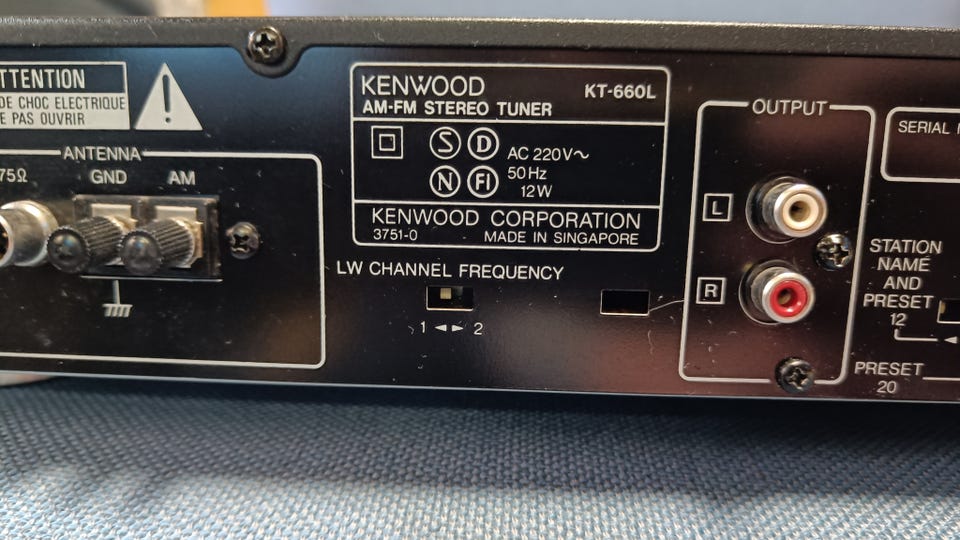 TTENTION
DE CHOC ELECTRIQUE
E PAS OUVRIR
ANTENNA
75Ω
GND
AM
KENWOOD
KT-660L
AM-FM STEREO TUNER
S D
N FI
AC 220V~
50Hz
12W
KENWOOD CORPORATION
3751-0
MADE IN SINGAPORE
LW CHANNEL FREQUENCY
1 ◄► 2
OUTPUT
L
R
SERIAL
STATION
NAME
AND
PRESET
12
PRESET
20